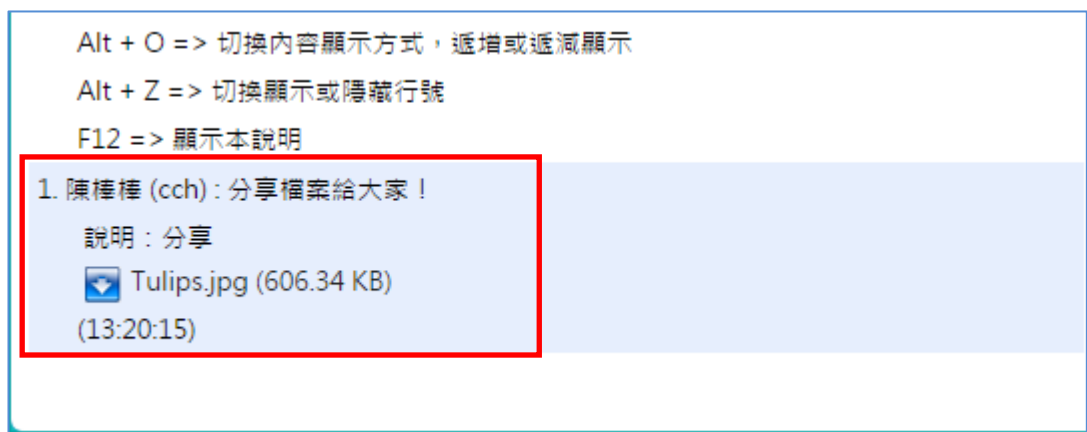 Alt + O => 切換內容顯示方式，遞增或遞減顯示
Alt + Z => 切換顯示或隱藏行號
F12 => 顯示本說明
1. 陳棒棒 (cch) : 分享檔案給大家！
說明：分享
Tulips.jpg (606.34 KB)
(13:20:15)